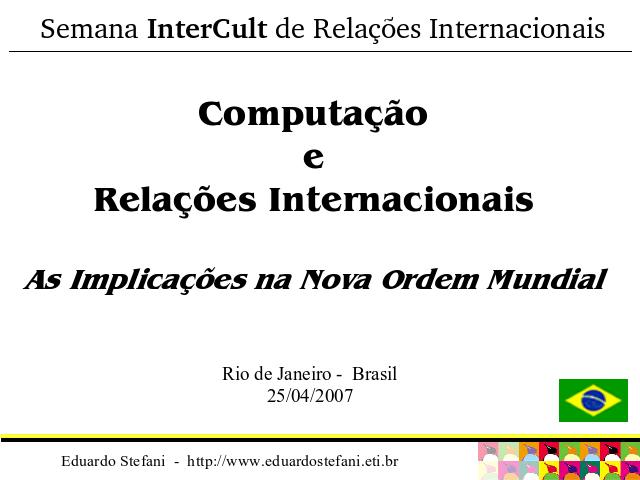 Semana InterCult de Relações Internacionais
Computação
e
Relações Internacionais
As Implicações na Nova Ordem Mundial
Rio de Janeiro -  Brasil
25/04/2007
Eduardo Stefani  -  http://www.eduardostefani.eti.br